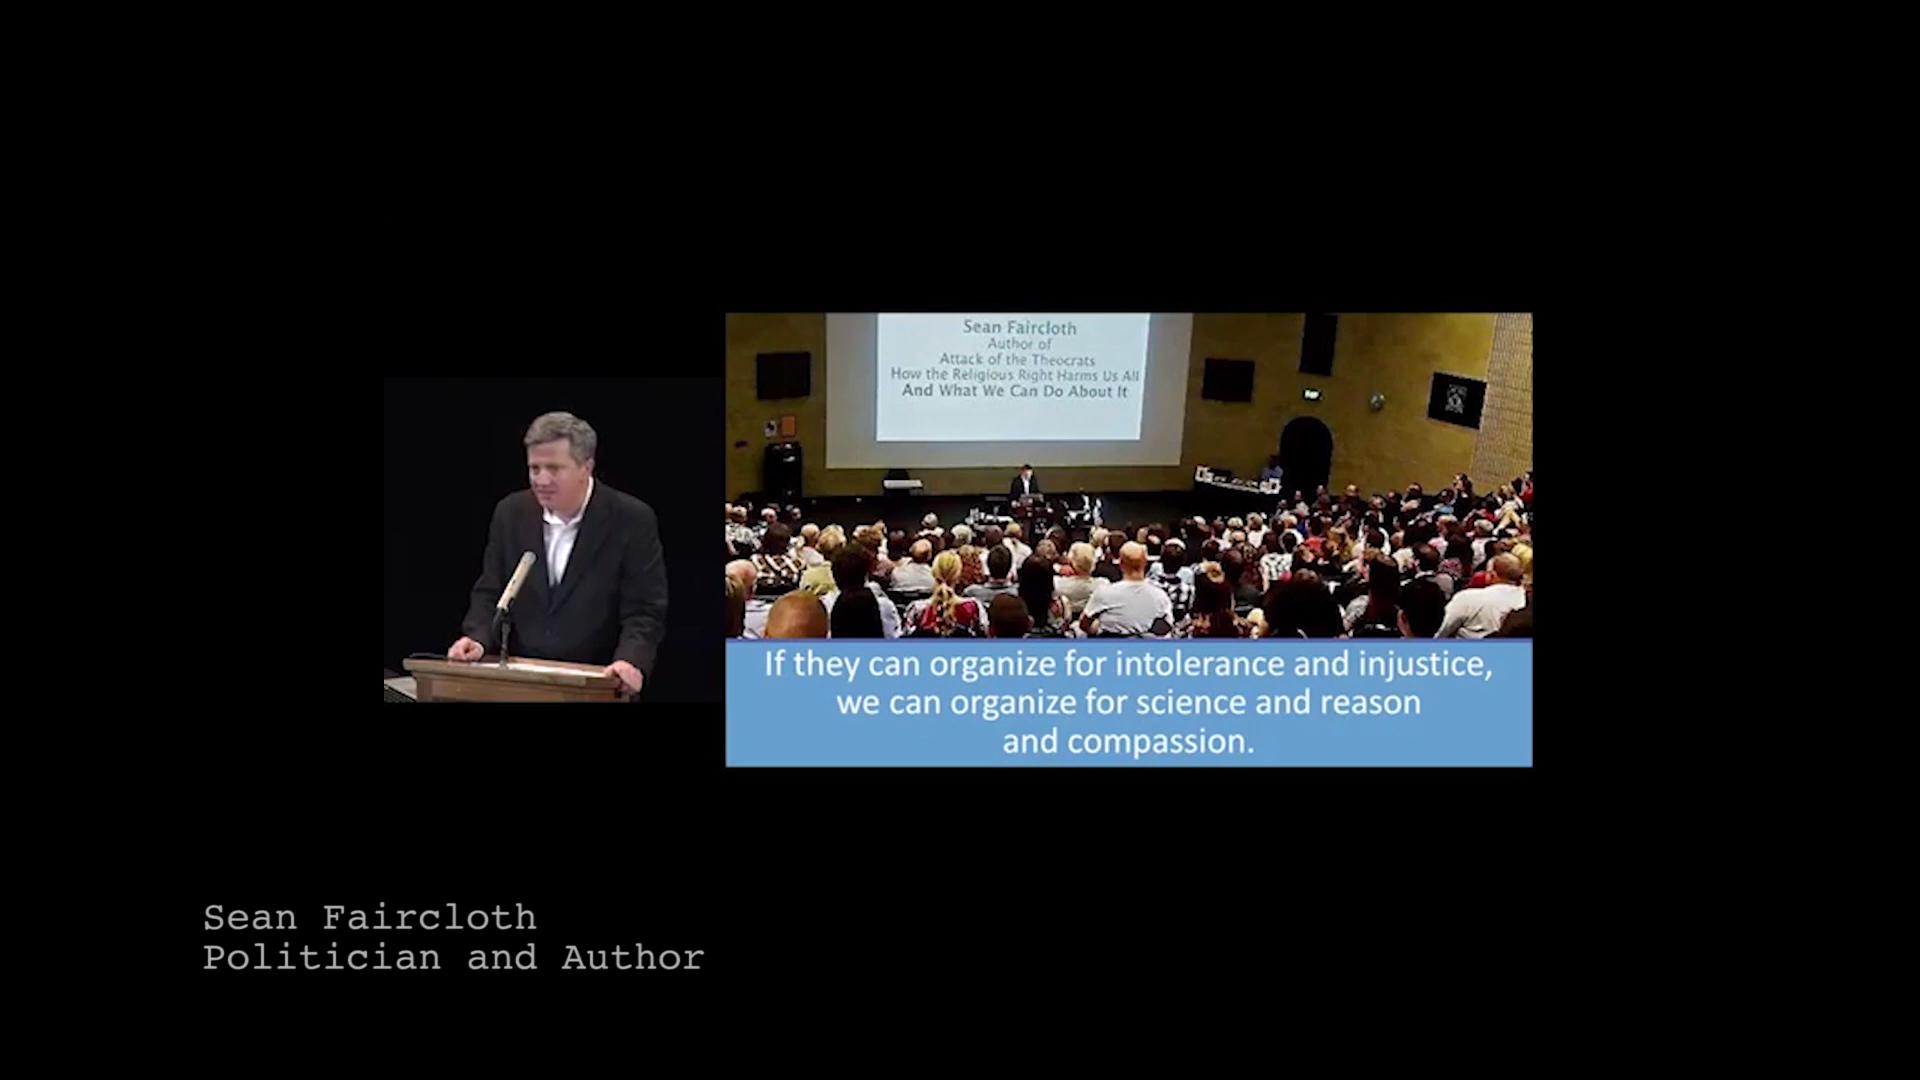 Sean Faircloth
Author of
Attack of the Theocrats
How the Religious Right Harms Us All
And What We Can Do About It
If they can organize for intolerance and injustice,
we can organize for science and reason
and compassion.
Sean Faircloth
Politician and Author